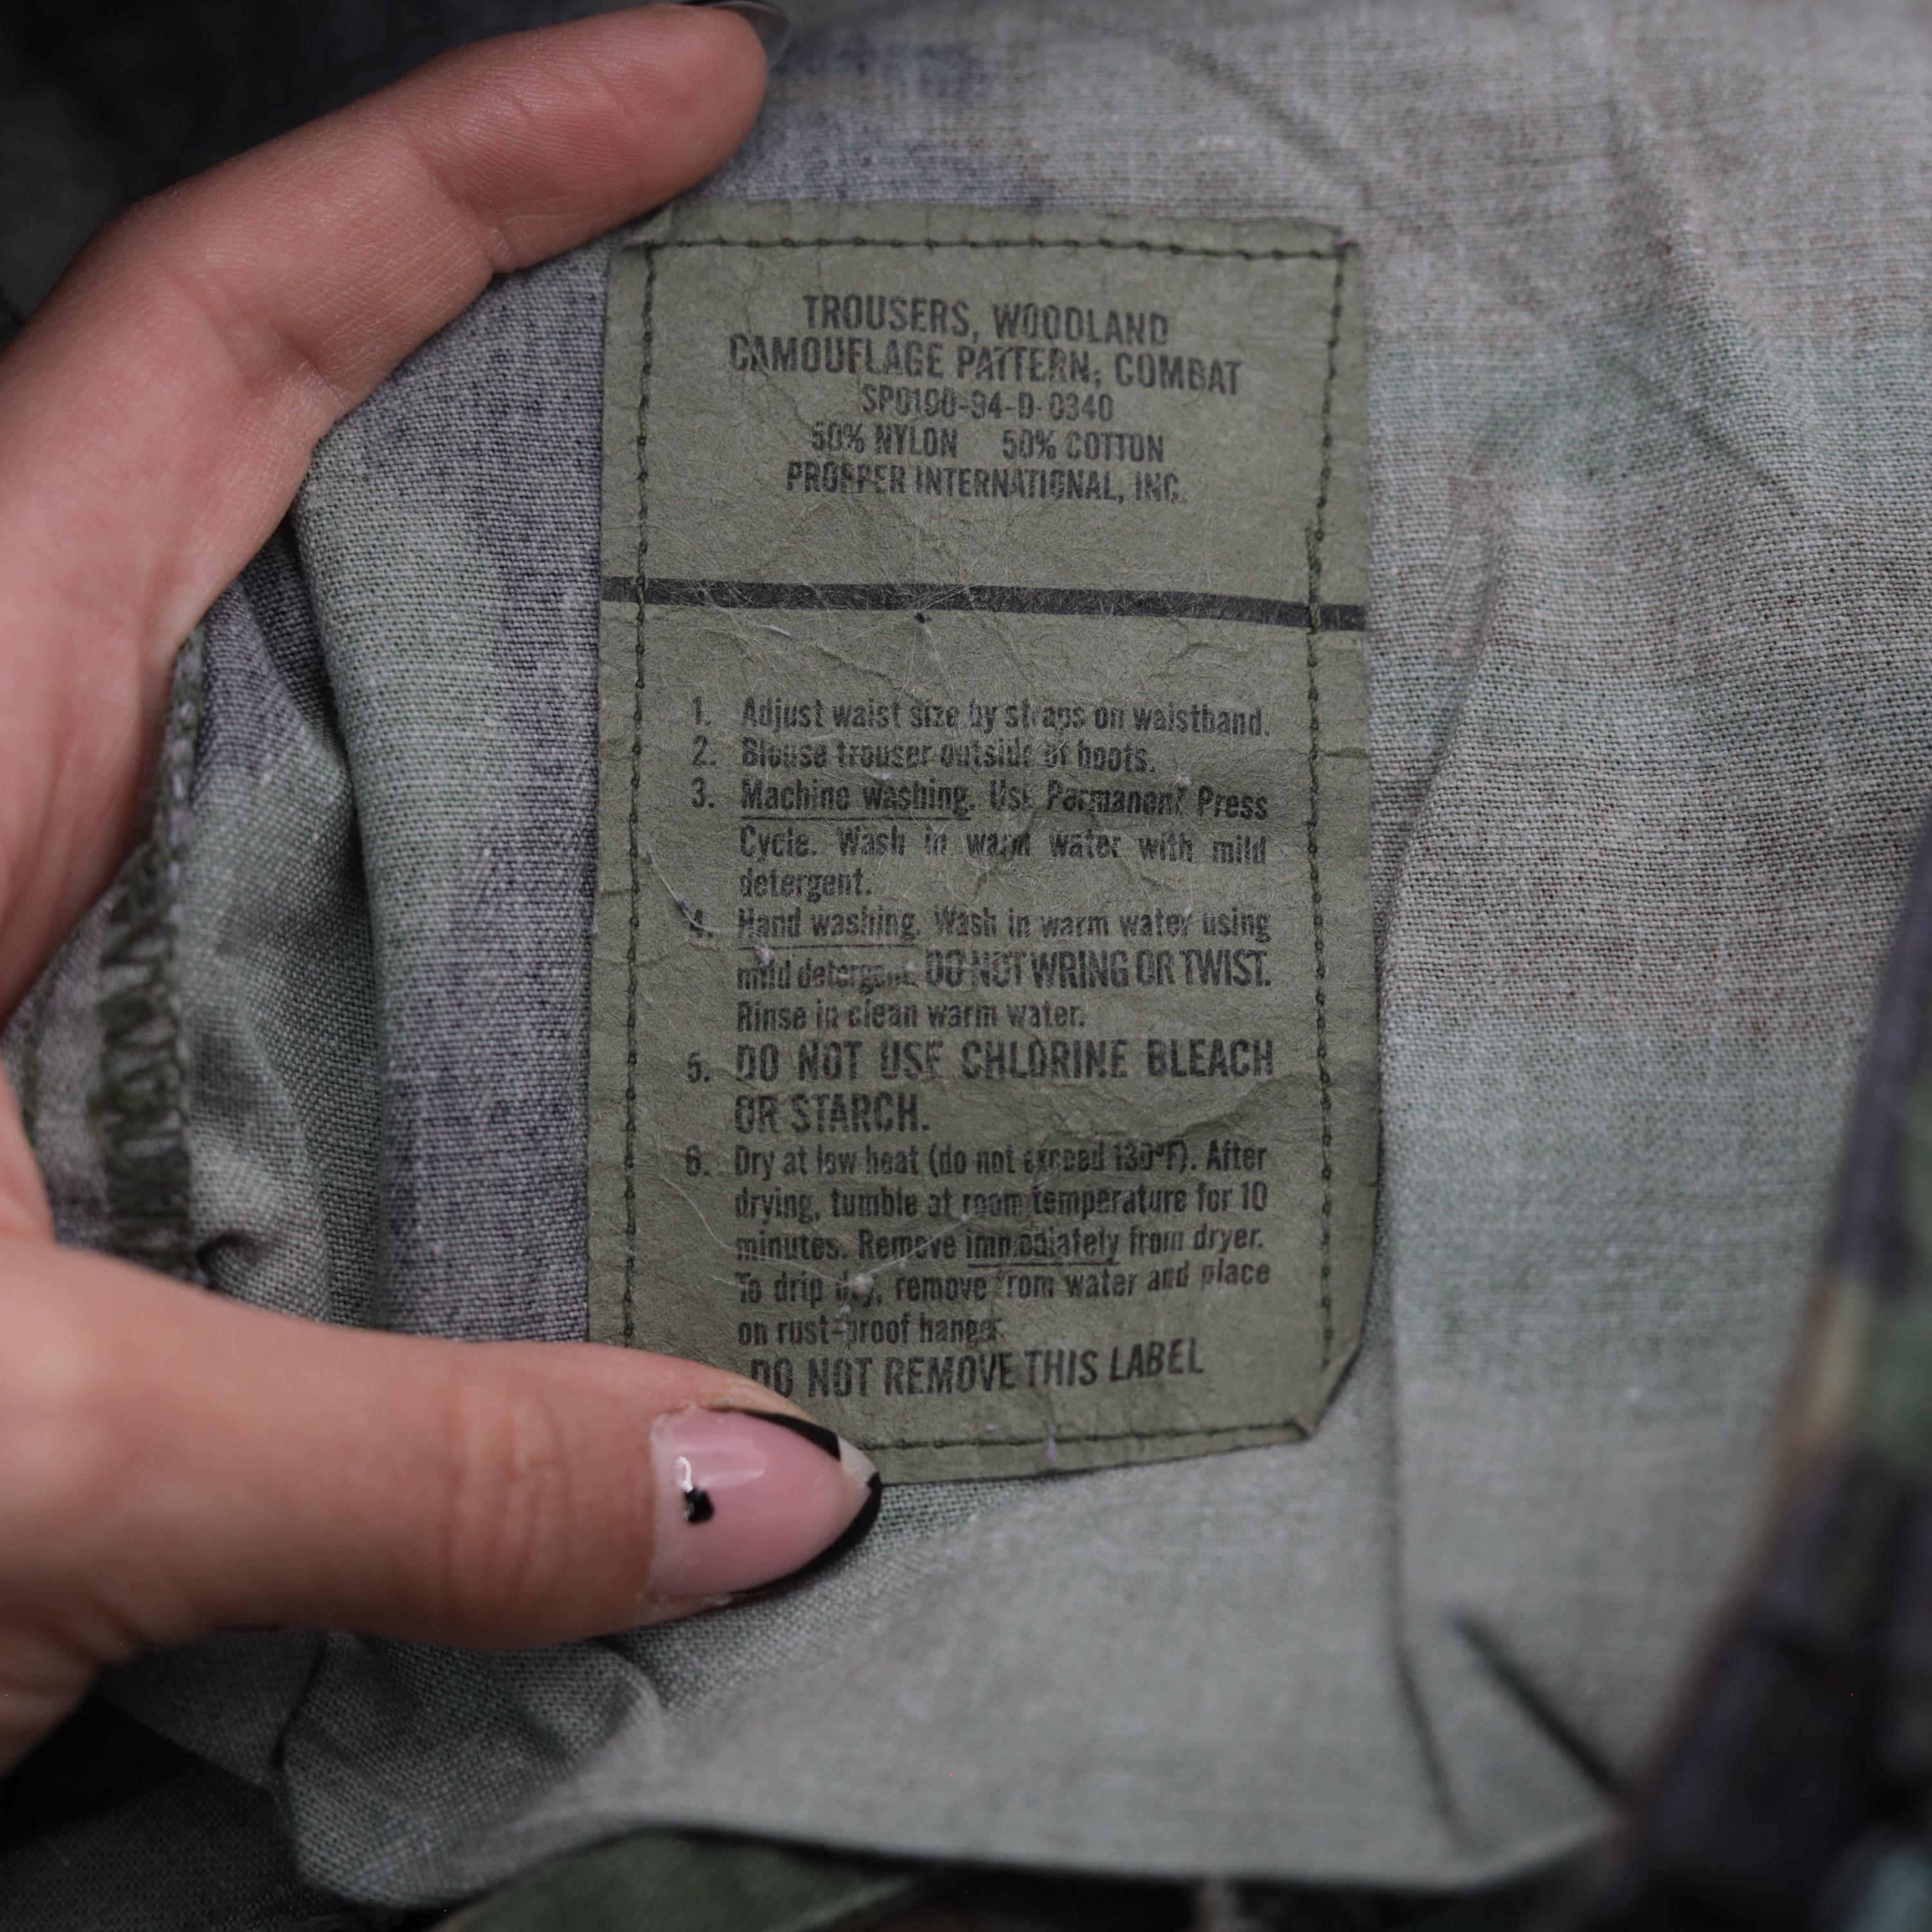 TROUSERS, WOODLAND
CAMOUFLAGE PATTERN; COMBAT
SP0100-94-D-0340
50% NYLON 50% COTTON
PROSPER INTERNATIONAL, INC.
1. Adjust waist size by straps on waistband.
2. Blouse trouser outside of boots.
3. Machine washing. Use Permanent Press
Cycle. Wash in warm water with mild
detergent.
4. Hand washing. Wash in warm water using
mild detergent. DO NOT WRING OR TWIST.
Rinse in clean warm water.
5. DO NOT USE CHLORINE BLEACH
OR STARCH.
6. Dry at low heat (do not exceed 130°F). After
drying, tumble at room temperature for 10
minutes. Remove immediately from dryer.
To drip dry, remove from water and place
on rust-proof hanger.
DO NOT REMOVE THIS LABEL